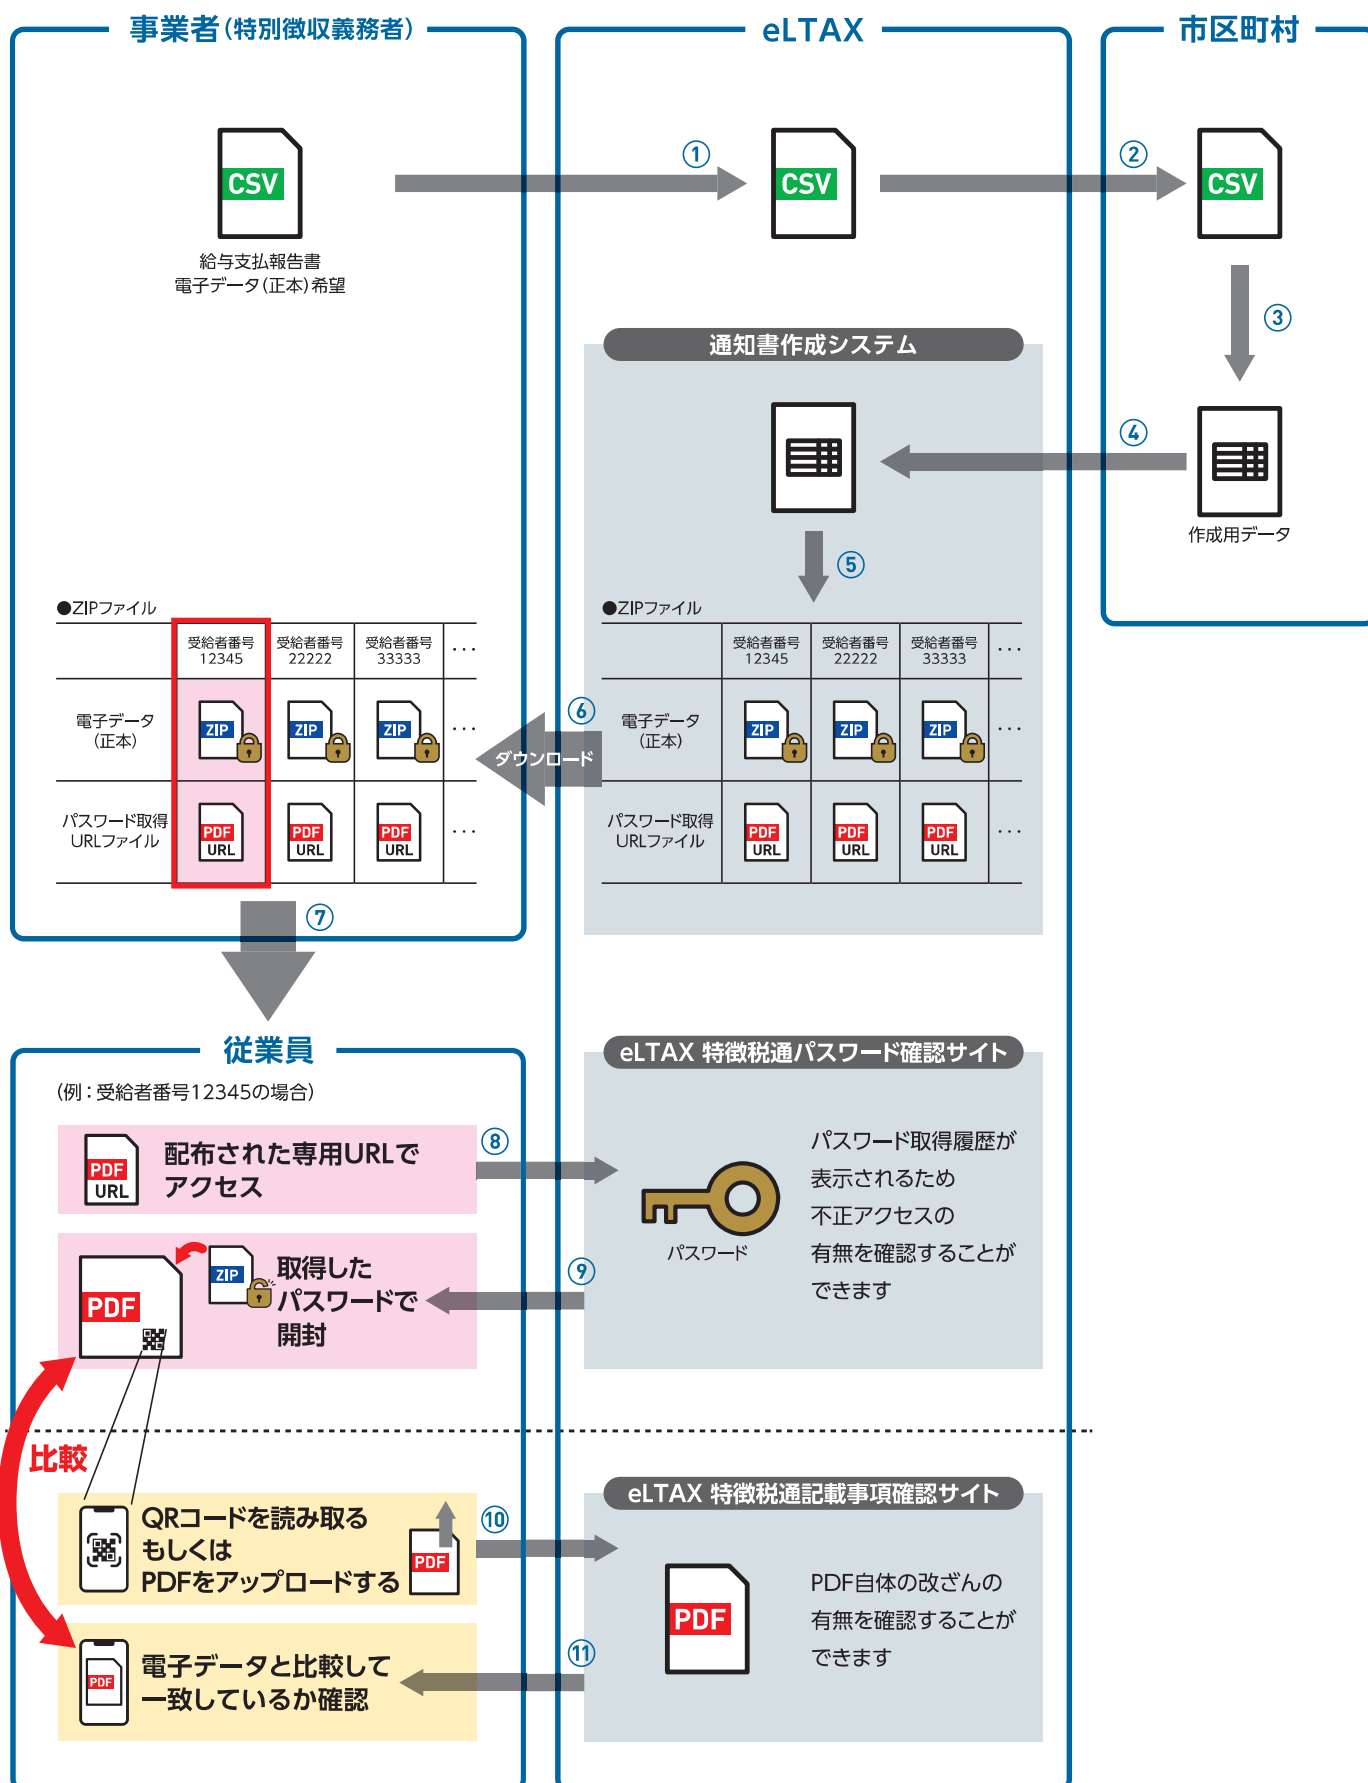 事業者(特別徴収義務者)
eLTAX
市区町村
CSV
①
CSV
②
CSV
給与支払報告書
電子データ(正本)希望
③
通知書作成システム
④
作成用データ
⑤
●ZIPファイル
受給者番号
12345
受給者番号
22222
受給者番号
33333
･･･
電子データ
(正本)
ZIP
ZIP
ZIP
･･･
パスワード取得
URLファイル
PDF
URL
PDF
URL
PDF
URL
･･･
⑥
ダウンロード
●ZIPファイル
受給者番号
12345
受給者番号
22222
受給者番号
33333
･･･
電子データ
(正本)
ZIP
ZIP
ZIP
･･･
パスワード取得
URLファイル
PDF
URL
PDF
URL
PDF
URL
･･･
⑦
従業員
(例：受給者番号12345の場合)
PDF
URL
配布された専用URLで
アクセス
⑧
eLTAX 特徴税通パスワード確認サイト
パスワード
パスワード取得履歴が
表示されるため
不正アクセスの
有無を確認することが
できます
⑨
PDF
ZIP
取得した
パスワードで
開封
比較
QRコードを読み取る
もしくは
PDFをアップロードする
PDF
⑩
eLTAX 特徴税通記載事項確認サイト
PDF
PDF自体の改ざんの
有無を確認することが
できます
⑪
PDF
電子データと比較して
一致しているか確認